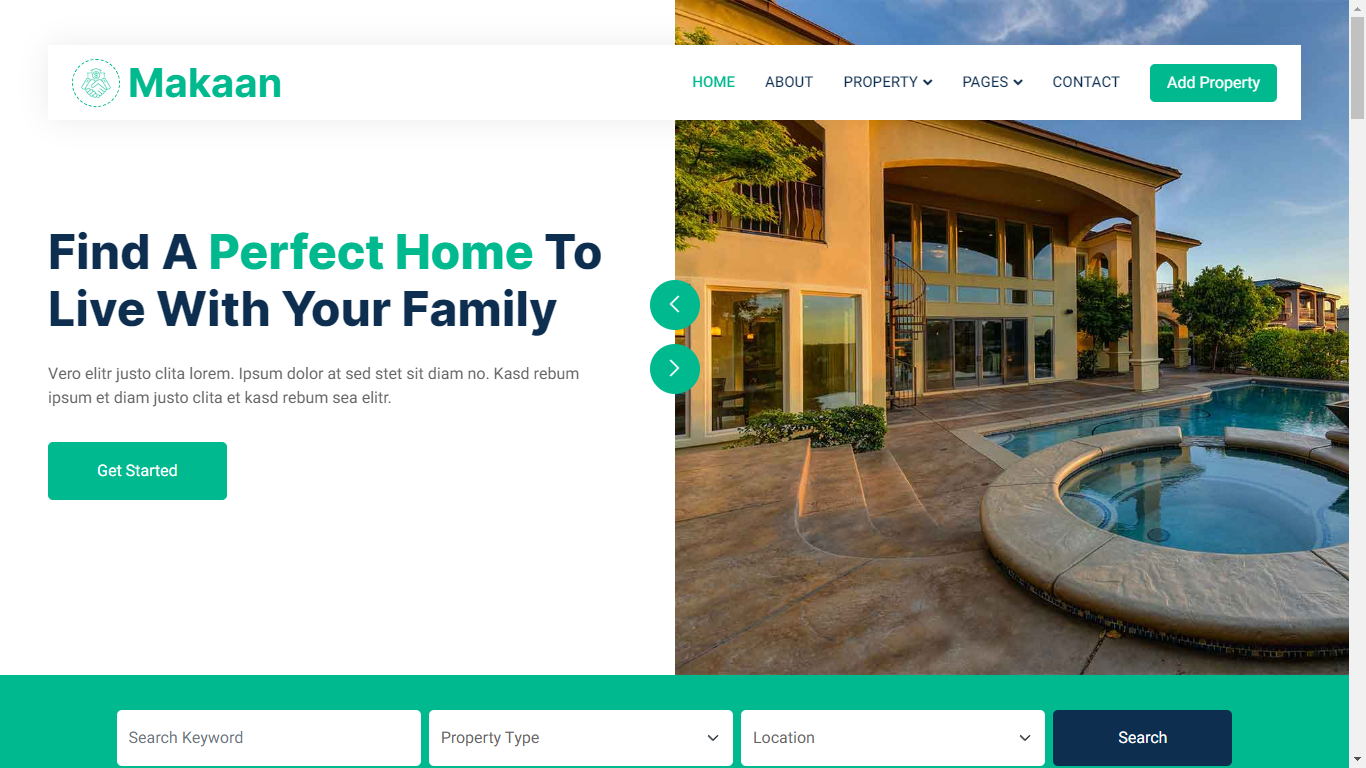 Makaan
HOME
ABOUT
PROPERTY
PAGES
CONTACT
Add Property
Find A Perfect Home To
Live With Your Family
Vero elitr justo clita lorem. Ipsum dolor at sed stet sit diam no. Kasd rebum
ipsum et diam justo clita et kasd rebum sea elitr.
Get Started
Search Keyword
Property Type
Location
Search